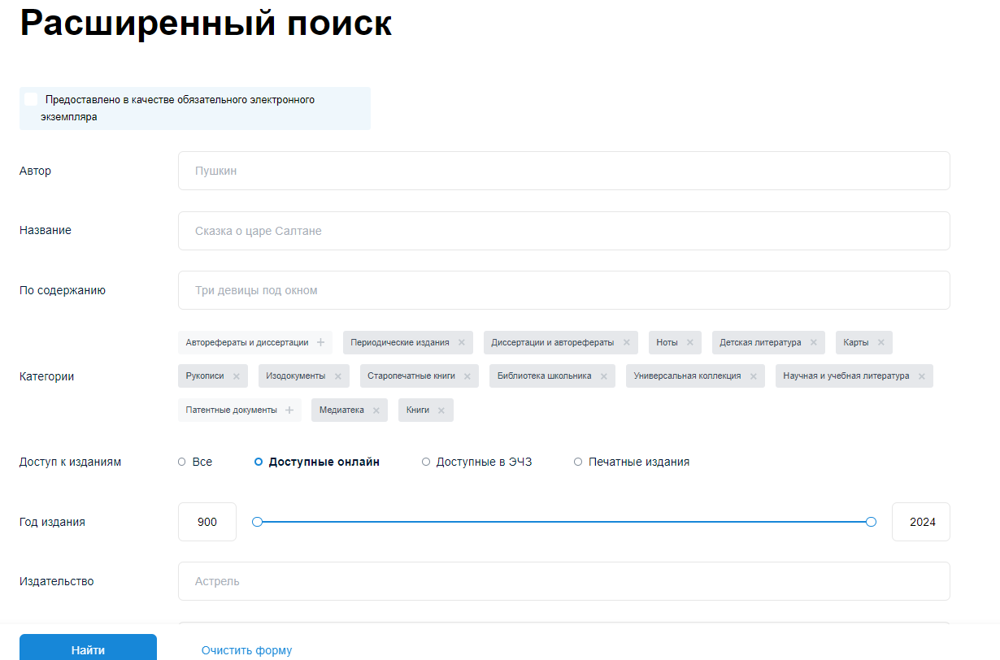 Расширенный поиск
Предоставлено в качестве обязательного электронного
экземпляра
Автор
Пушкин
Название
Сказка о царе Салтане
По содержанию
Три девицы под окном
Авторефераты и диссертации + Периодические издания × Диссертации и авторефераты × Ноты × Детская литература × Карты ×
Категории
Рукописи × Изодокументы × Старопечатные книги × Библиотека школьника × Универсальная коллекция × Научная и учебная литература ×
Патентные документы + Медиатека × Книги ×
Доступ к изданиям Все Доступные онлайн Доступные в ЭЧЗ Печатные издания
Год издания 900 2024
Издательство
Астрель
Найти Очистить форму